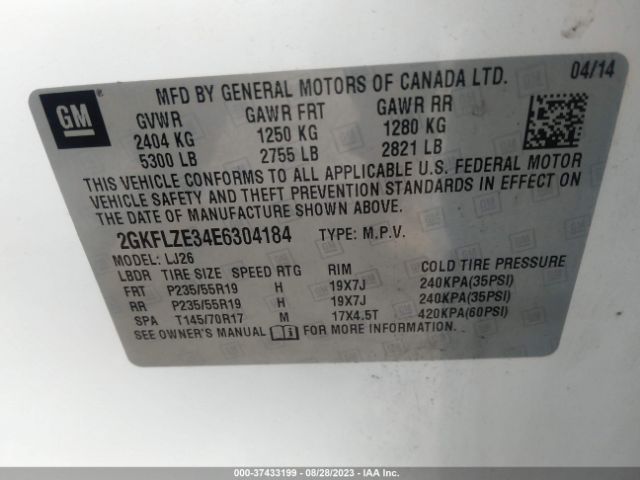 GM
MFD BY GENERAL MOTORS OF CANADA LTD. 04/14
GVWR GAWR FRT GAWR RR
2404 KG 1250 KG 1280 KG
5300 LB 2755 LB 2821 LB
THIS VEHICLE CONFORMS TO ALL APPLICABLE U.S. FEDERAL MOTOR
VEHICLE SAFETY AND THEFT PREVENTION STANDARDS IN EFFECT ON
THE DATE OF MANUFACTURE SHOWN ABOVE.
2GKFLZE34E6304184 TYPE: M.P.V.
MODEL: LJ26
LBDR TIRE SIZE SPEED RTG RIM COLD TIRE PRESSURE
FRT P235/55R19 H 19X7J 240KPA(35PSI)
RR P235/55R19 H 19X7J 240KPA(35PSI)
SPA T145/70R17 M 17X4.5T 420KPA(60PSI)
SEE OWNER'S MANUAL i FOR MORE INFORMATION.
000-37433199 - 08/28/2023 - IAA Inc.